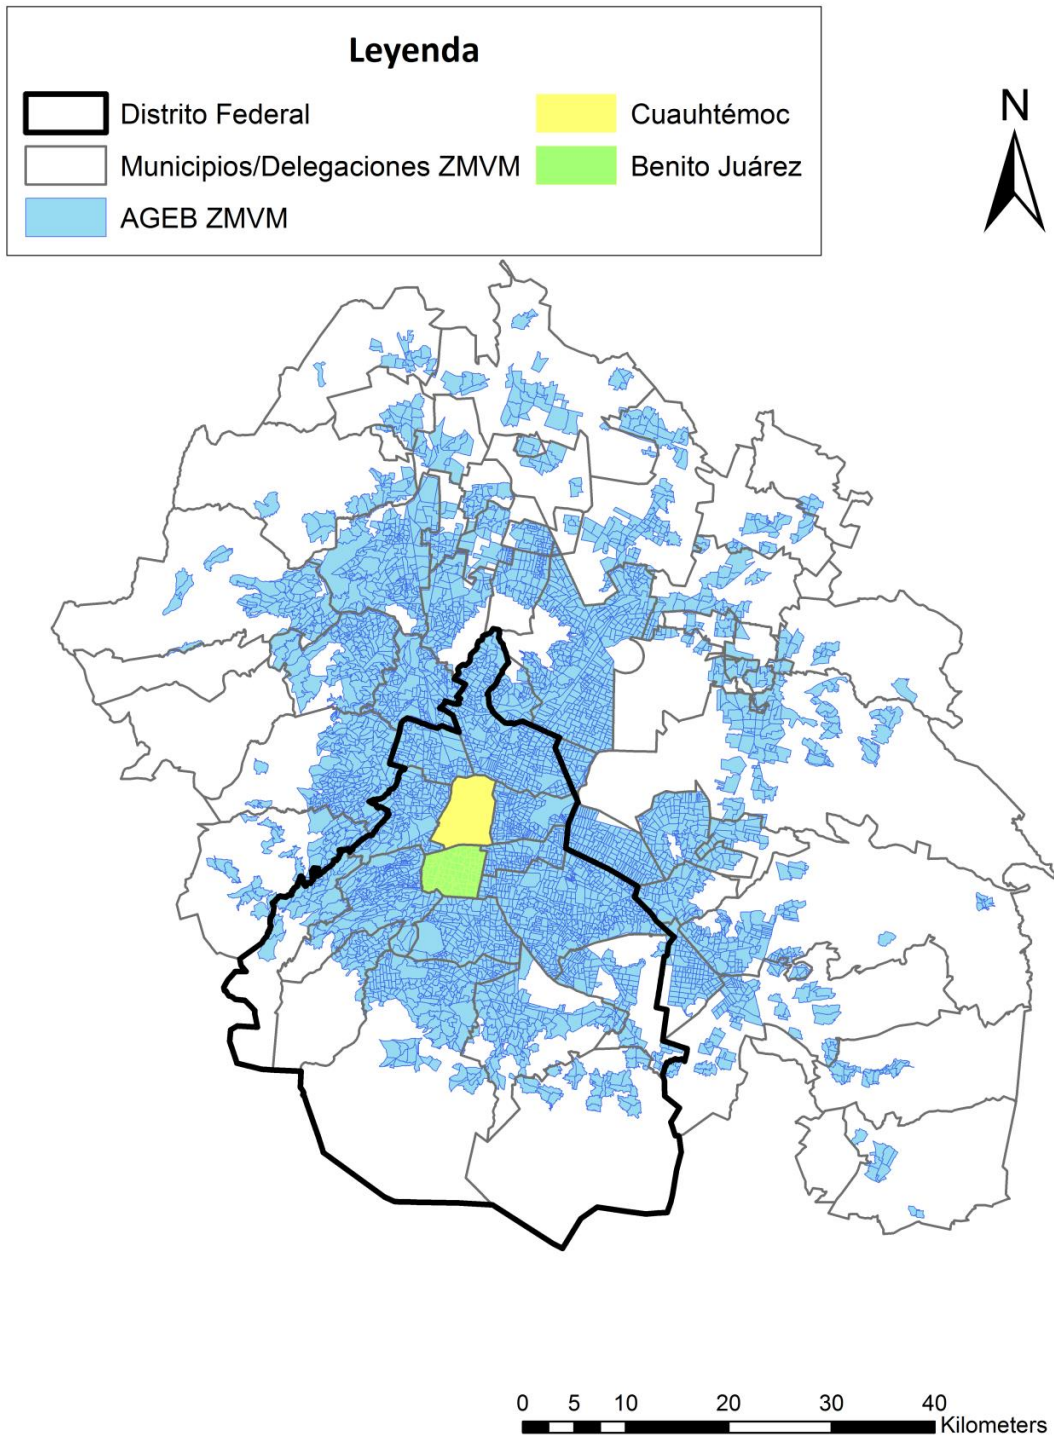 Leyenda
Distrito Federal
Cuauhtémoc
Municipios/Delegaciones ZMVM
Benito Juárez
AGEB ZMVM
N
0 5 10 20 30 40
Kilometers